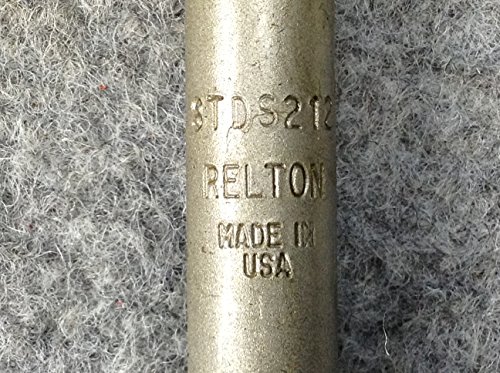 STDS212
RELTON
MADE IN
USA